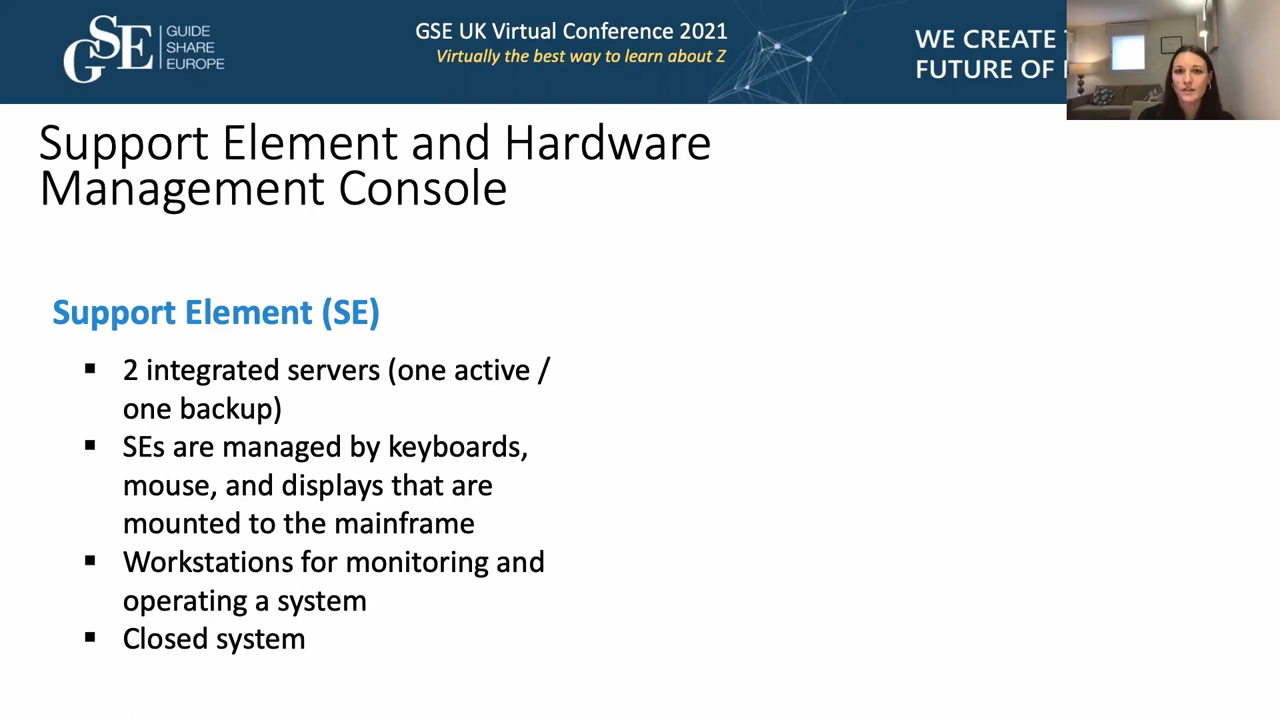 GSE
GUIDE
SHARE
EUROPE
GSE UK Virtual Conference 2021
Virtually the best way to learn about Z
WE CREATE
FUTURE OF
Support Element and Hardware
Management Console
Support Element (SE)
▪ 2 integrated servers (one active /
one backup)
▪ SEs are managed by keyboards,
mouse, and displays that are
mounted to the mainframe
▪ Workstations for monitoring and
operating a system
▪ Closed system